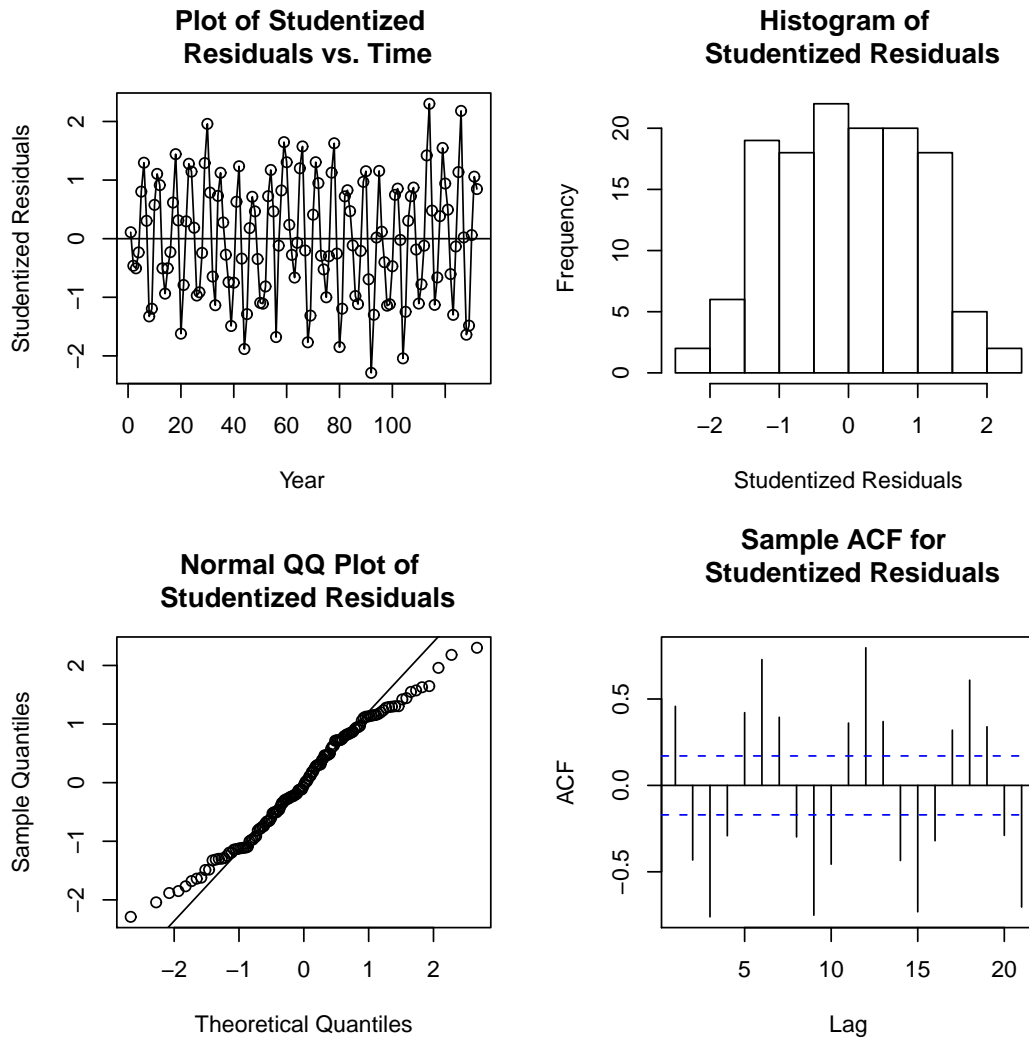 Plot of Studentized
Residuals vs. Time
Studentized Residuals
2
1
0
−1
−2
0 20 40 60 80 100
Year
Histogram of
Studentized Residuals
Frequency
20
15
10
5
0
−2 −1 0 1 2
Studentized Residuals
Normal QQ Plot of
Studentized Residuals
Sample Quantiles
2
1
0
−1
−2
−2 −1 0 1 2
Theoretical Quantiles
Sample ACF for
Studentized Residuals
ACF
0.5
0.0
−0.5
5 10 15 20
Lag